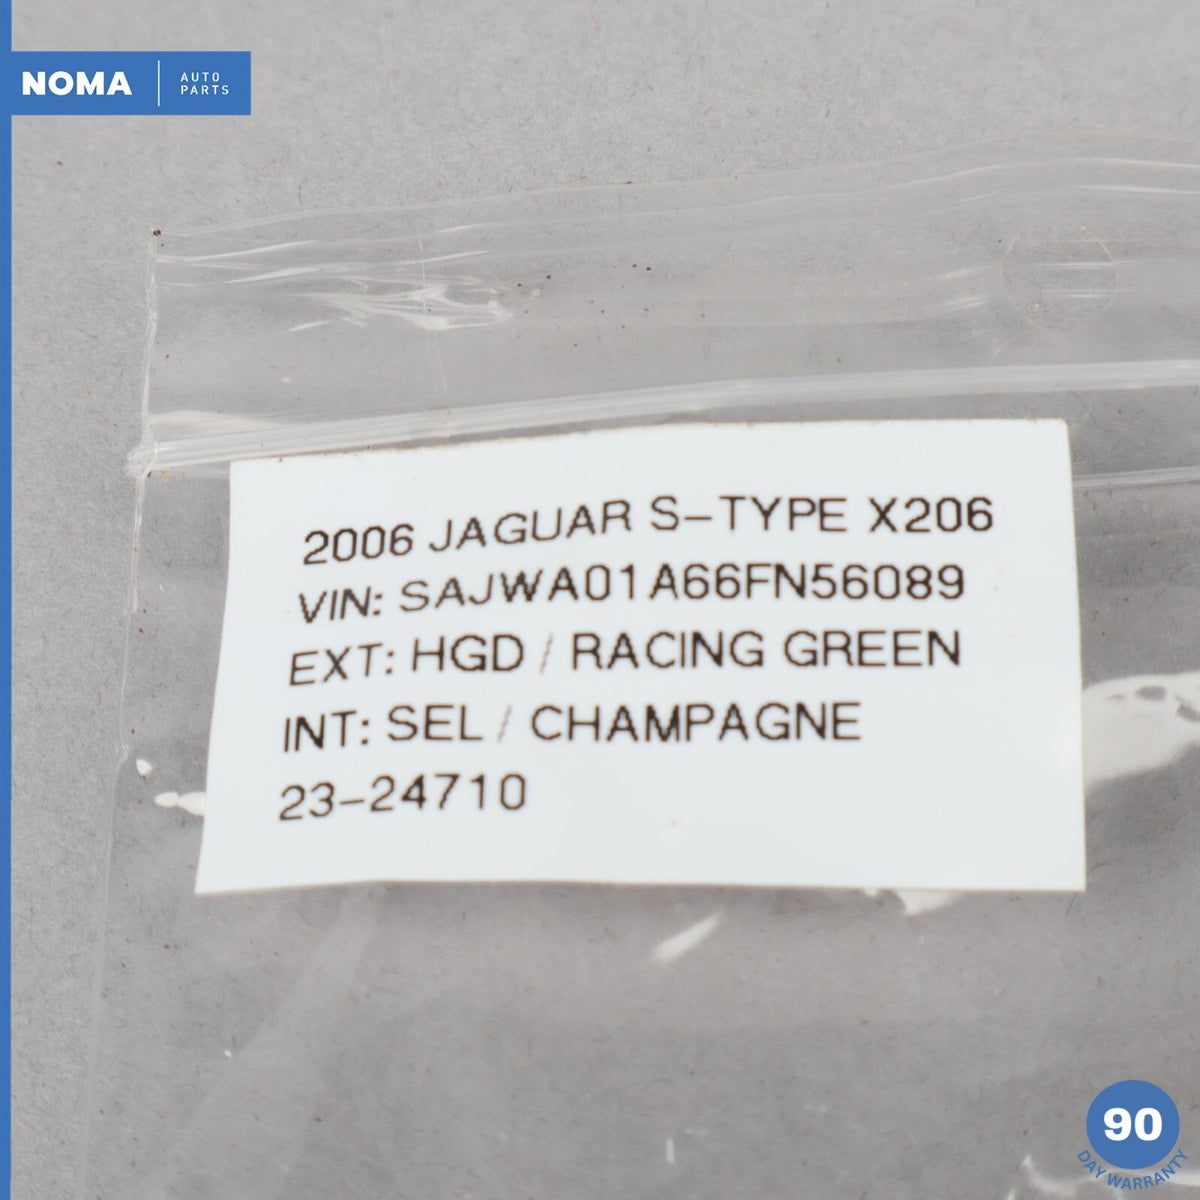 NOMA
AUTO
PARTS
2006 JAGUAR S-TYPE X206
VIN: SAJWA01A66FN56089
EXT: HGD / RACING GREEN
INT: SEL / CHAMPAGNE
23-24710
90
DAY WARRANTY